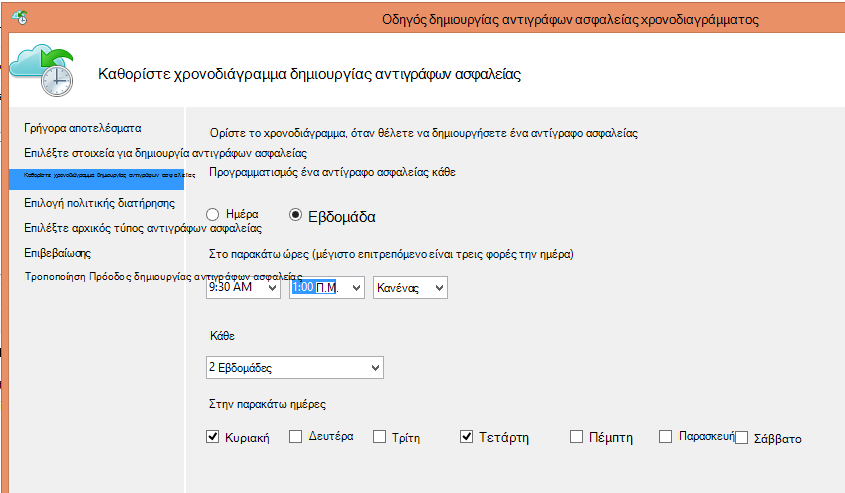 Οδηγός δημιουργίας αντιγράφων ασφαλείας χρονοδιαγράμματος
Καθορίστε χρονοδιάγραμμα δημιουργίας αντιγράφων ασφαλείας
Γρήγορα αποτελέσματα
Επιλέξτε στοιχεία για δημιουργία αντιγράφων ασφαλείας
Καθορίστε χρονοδιάγραμμα δημιουργίας αντιγράφων ασφαλείας
Επιλογή πολιτικής διατήρησης
Επιλέξτε αρχικός τύπος αντιγράφων ασφαλείας
Επιβεβαίωσης
Τροποποίηση Πρόοδος δημιουργίας αντιγράφων ασφαλείας
Ορίστε το χρονοδιάγραμμα, όταν θέλετε να δημιουργήσετε ένα αντίγραφο ασφαλείας
Προγραμματισμός ένα αντίγραφο ασφαλείας κάθε
Ημέρα Εβδομάδα
Στο παρακάτω ώρες (μέγιστο επιτρεπόμενο είναι τρεις φορές την ημέρα)
9:30 AM 1:00 Π.Μ. Κανένας
Κάθε
2 Εβδομάδες
Στην παρακάτω ημέρες
Κυριακή Δευτέρα Τρίτη Τετάρτη Πέμπτη Παρασκευή Σάββατο